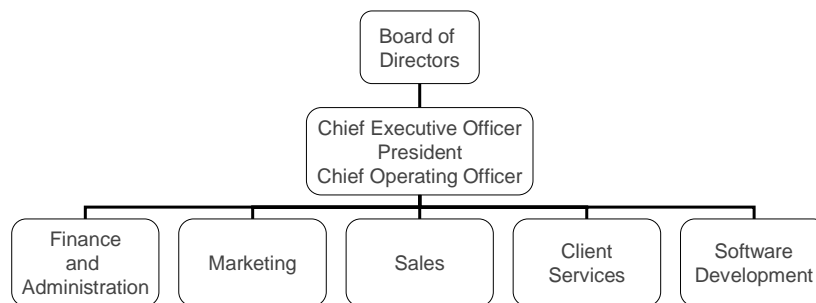 Board of
Directors
Chief Executive Officer
President
Chief Operating Officer
Finance
and
Administration
Marketing
Sales
Client
Services
Software
Development